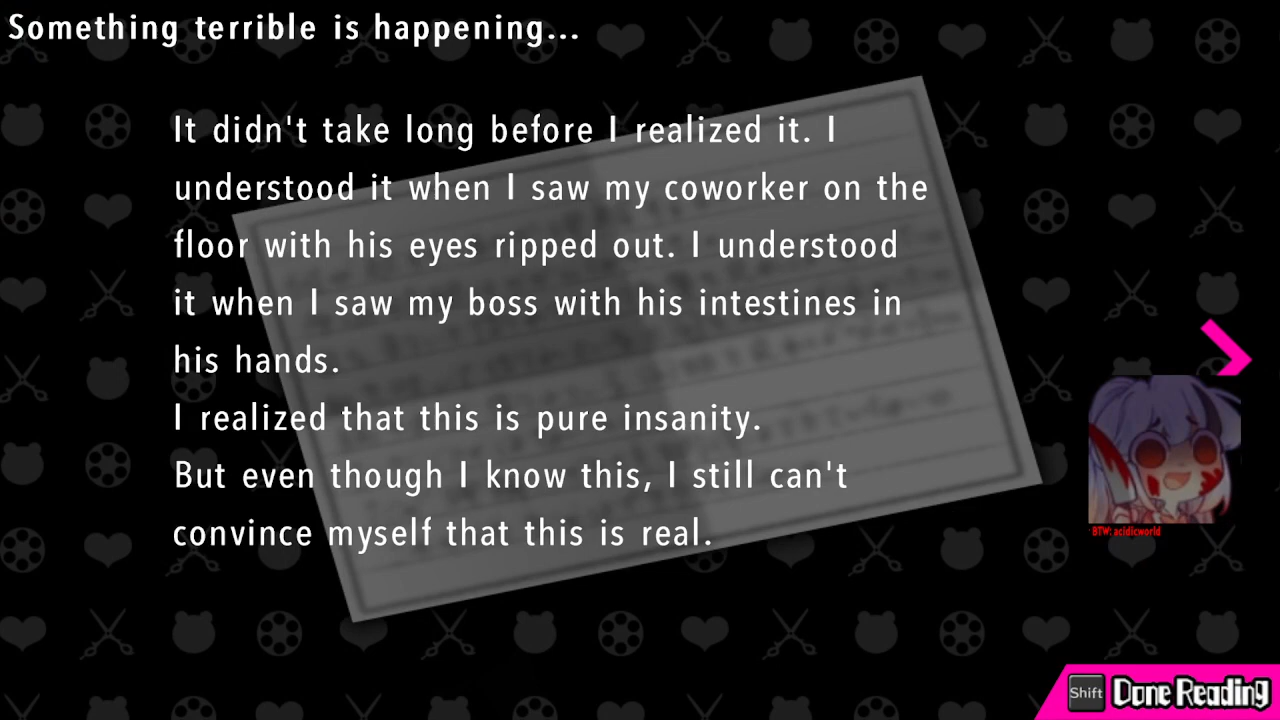 Something terrible is happening...
It didn't take long before I realized it. I
understood it when I saw my coworker on the
floor with his eyes ripped out. I understood
it when I saw my boss with his intestines in
his hands.
I realized that this is pure insanity.
But even though I know this, I still can't
convince myself that this is real.
BTW: acidicworld
Shift Done Reading